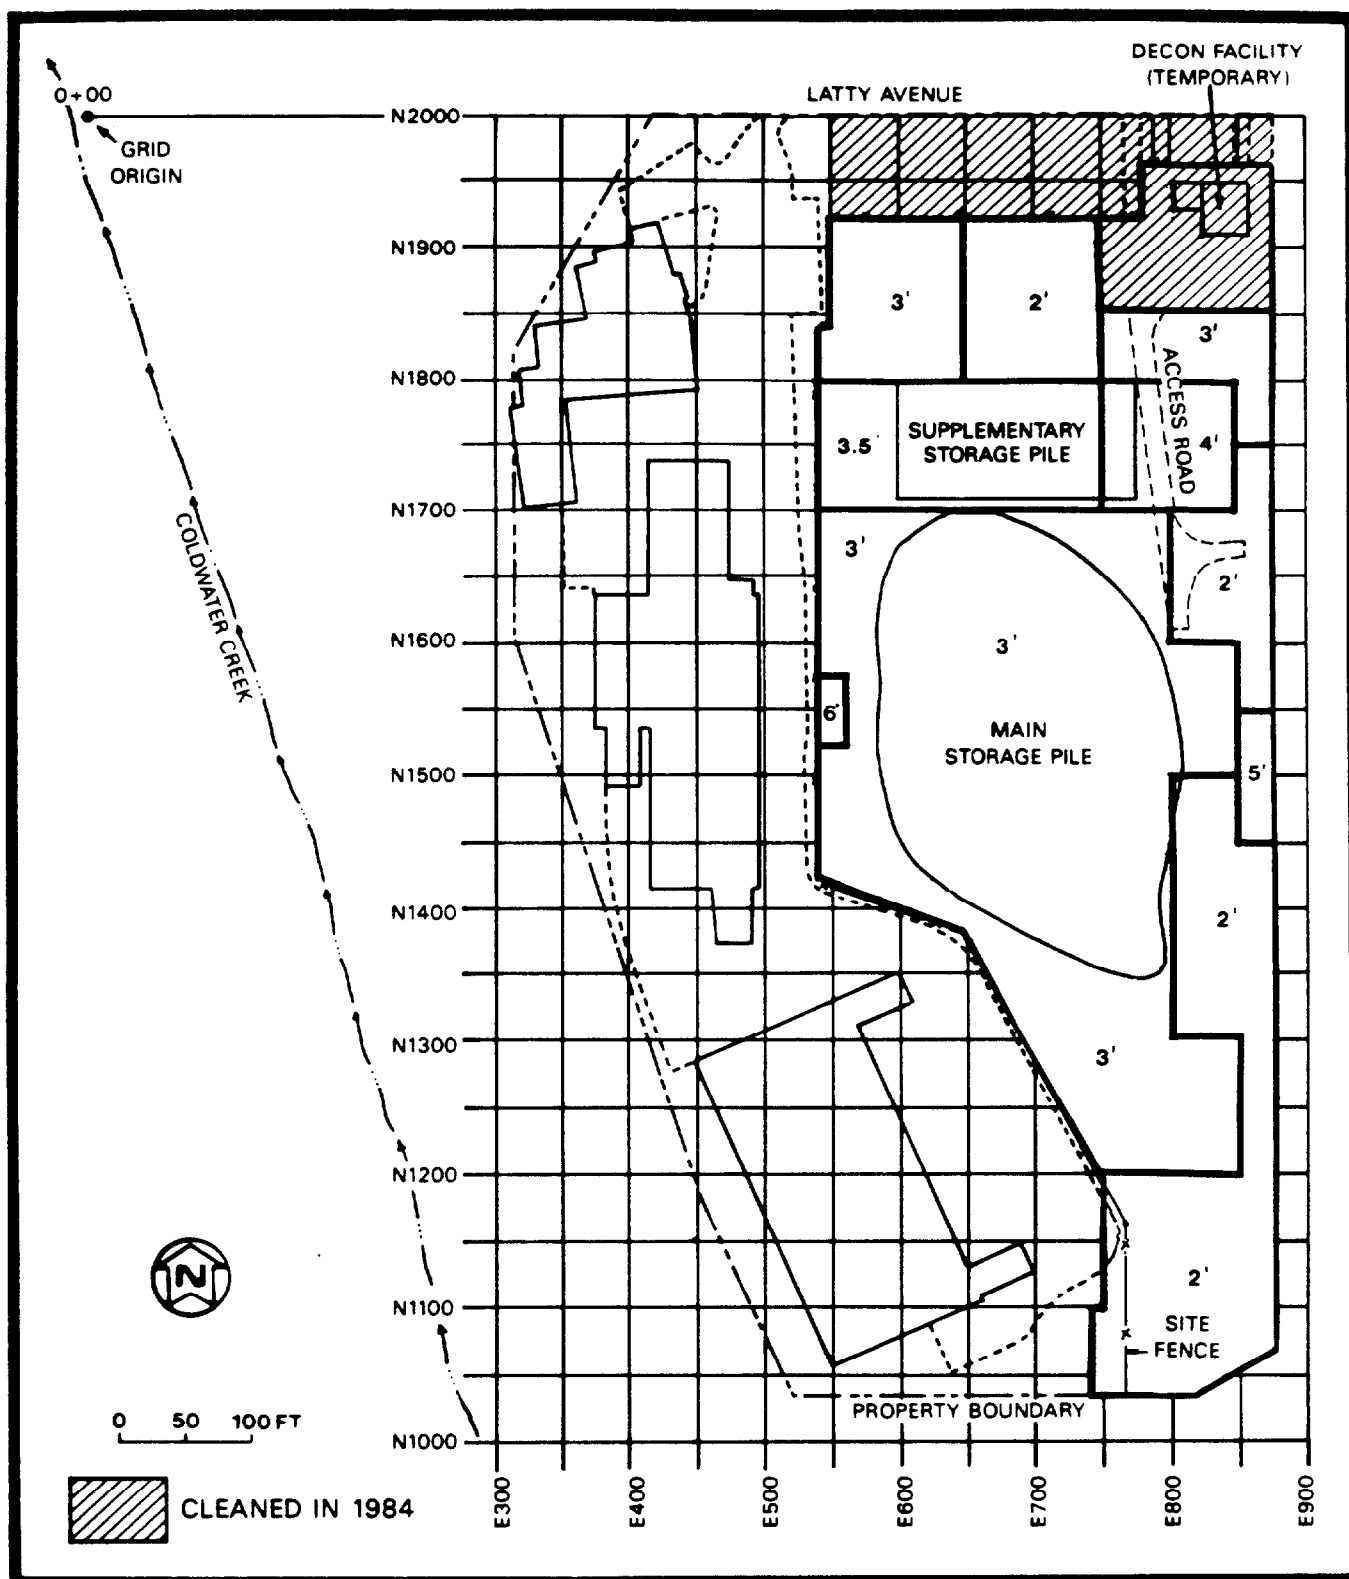 DECON FACILITY
(TEMPORARY)
LATTY AVENUE
0+00
GRID
ORIGIN
N2000
N1900
3'
2'
3'
ACCESS ROAD
N1800
3.5'
SUPPLEMENTARY
STORAGE PILE
4'
N1700
COLDWATER CREEK
3'
2'
N1600
3'
6'
MAIN
STORAGE PILE
5'
N1500
N1400
2'
N1300
3'
N1200
N
2'
N1100
SITE
FENCE
PROPERTY BOUNDARY
0 50 100 FT
N1000
E300
E400
E500
E600
E700
E800
E900
CLEANED IN 1984